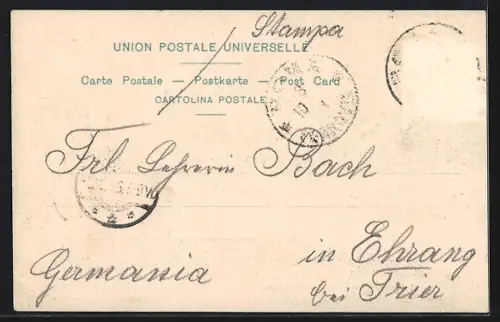 Stampa
UNION POSTALE UNIVERSELLE
Carte Postale — Postkarte — Post Card
CARTOLINA POSTALE
Frl. Lehrerin Bach
in Ehrang
Germania
bei Trier